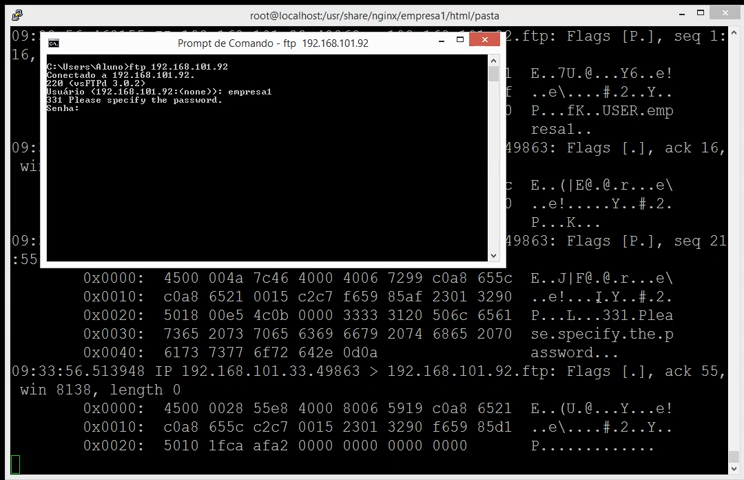 root@localhost:/usr/share/nginx/empresa1/html/pasta
.ftp: Flags [P.], seq 1:
16,
Prompt de Comando - ftp 192.168.101.92
C:\Users\Aluno>ftp 192.168.101.92
Conectado a 192.168.101.92.
220 (vsFTPd 3.0.2)
Usuário (192.168.101.92:(none)): empresa1
331 Please specify the password.
Senha:
E..7U.@...Y6..e!
..e\....#.2..Y..
P...fK..USER.emp
resa1..
49863: Flags [.], ack 16,
E..(|E@.@.r...e\
..e!.....Y..#.2.
P...K...
49863: Flags [P.], seq 21
:55
0x0000: 4500 004a 7c46 4000 4006 7299 c0a8 655c E..J|F@.@.r...e\
0x0010: c0a8 6521 0015 c2c7 f659 85af 2301 3290 ..e!.....Y..#.2.
0x0020: 5018 00e5 4c0b 0000 3333 3120 506c 6561 P...L...331.Plea
0x0030: 7365 2073 7065 6369 6679 2074 6865 2070 se.specify.the.p
0x0040: 6173 7377 6f72 642e 0d0a assword...
09:33:56.513948 IP 192.168.101.33.49863 > 192.168.101.92.ftp: Flags [.], ack 55,
win 8138, length 0
0x0000: 4500 0028 55e8 4000 8006 5919 c0a8 6521 E..(U.@...Y...e!
0x0010: c0a8 655c c2c7 0015 2301 3290 f659 85d1 ..e\....#.2..Y..
0x0020: 5010 1fca afa2 0000 0000 0000 0000 P.............